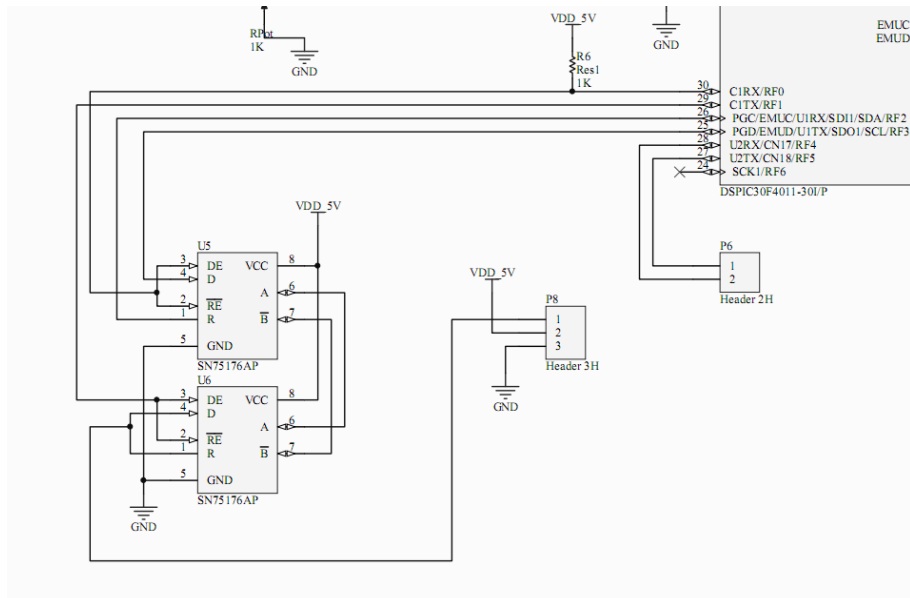 RPot
1K
GND
VDD_5V
R6
Res1
1K
GND
EMUC
EMUD
30
C1RX/RF0
29
C1TX/RF1
26
PGC/EMUC/U1RX/SDI1/SDA/RF2
25
PGD/EMUD/U1TX/SDO1/SCL/RF3
28
U2RX/CN17/RF4
27
U2TX/CN18/RF5
24
SCK1/RF6
DSPIC30F4011-30I/P
VDD_5V
U5
3 DE VCC 8
4 D
A 6
2 RE
1 R B 7
5 GND
SN75176AP
U6
3 DE VCC 8
4 D
A 6
2 RE
1 R B 7
5 GND
SN75176AP
GND
VDD_5V
P8
1
2
3
Header 3H
GND
P6
1
2
Header 2H